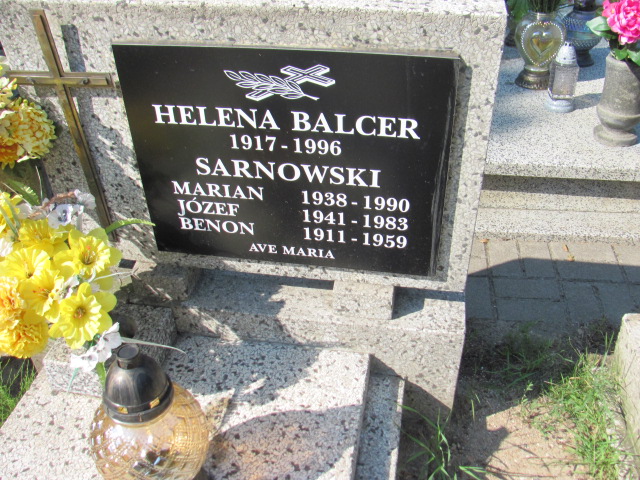 HELENA BALCER
1917 - 1996
SARNOWSKI
MARIAN 1938 - 1990
JÓZEF 1941 - 1983
BENON 1911 - 1959
AVE MARIA